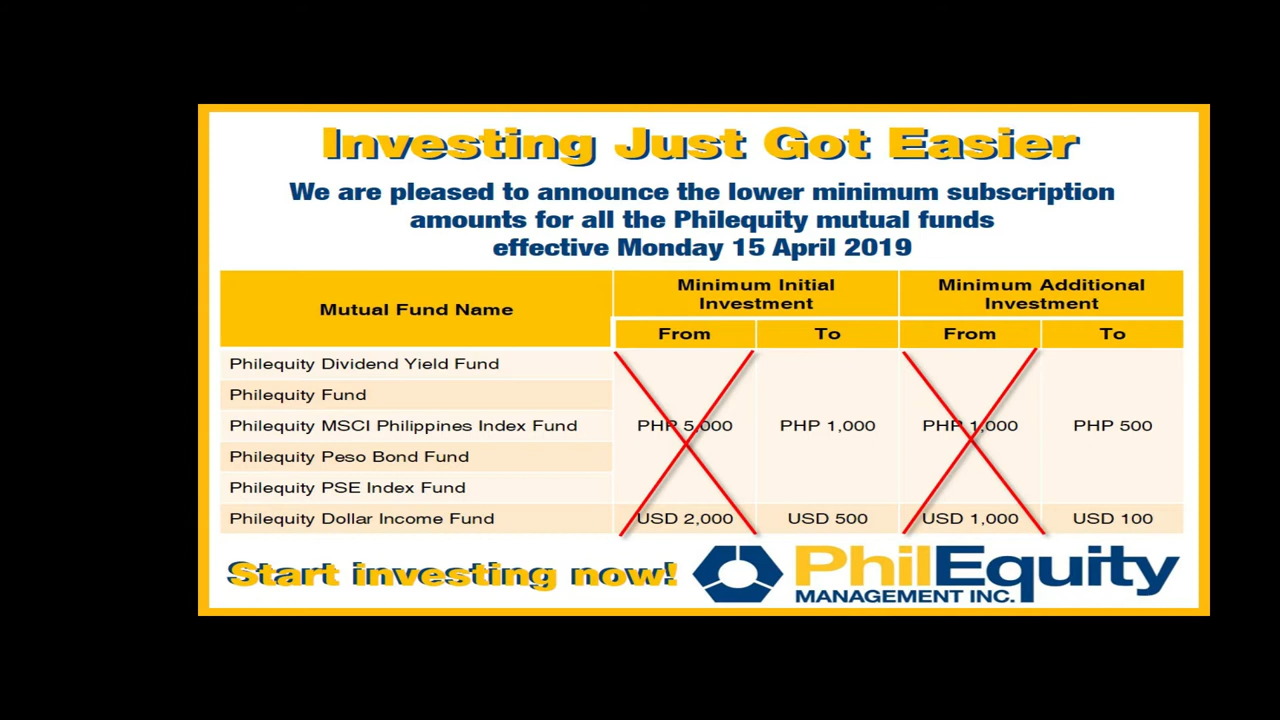 Investing Just Got Easier
We are pleased to announce the lower minimum subscription
amounts for all the Philequity mutual funds
effective Monday 15 April 2019
Mutual Fund Name
Minimum Initial
Investment
Minimum Additional
Investment
From
To
From
To
Philequity Dividend Yield Fund
Philequity Fund
Philequity MSCI Philippines Index Fund
PHP 5,000
PHP 1,000
PHP 1,000
PHP 500
Philequity Peso Bond Fund
Philequity PSE Index Fund
Philequity Dollar Income Fund
USD 2,000
USD 500
USD 1,000
USD 100
Start investing now!
PhilEquity
MANAGEMENT INC.